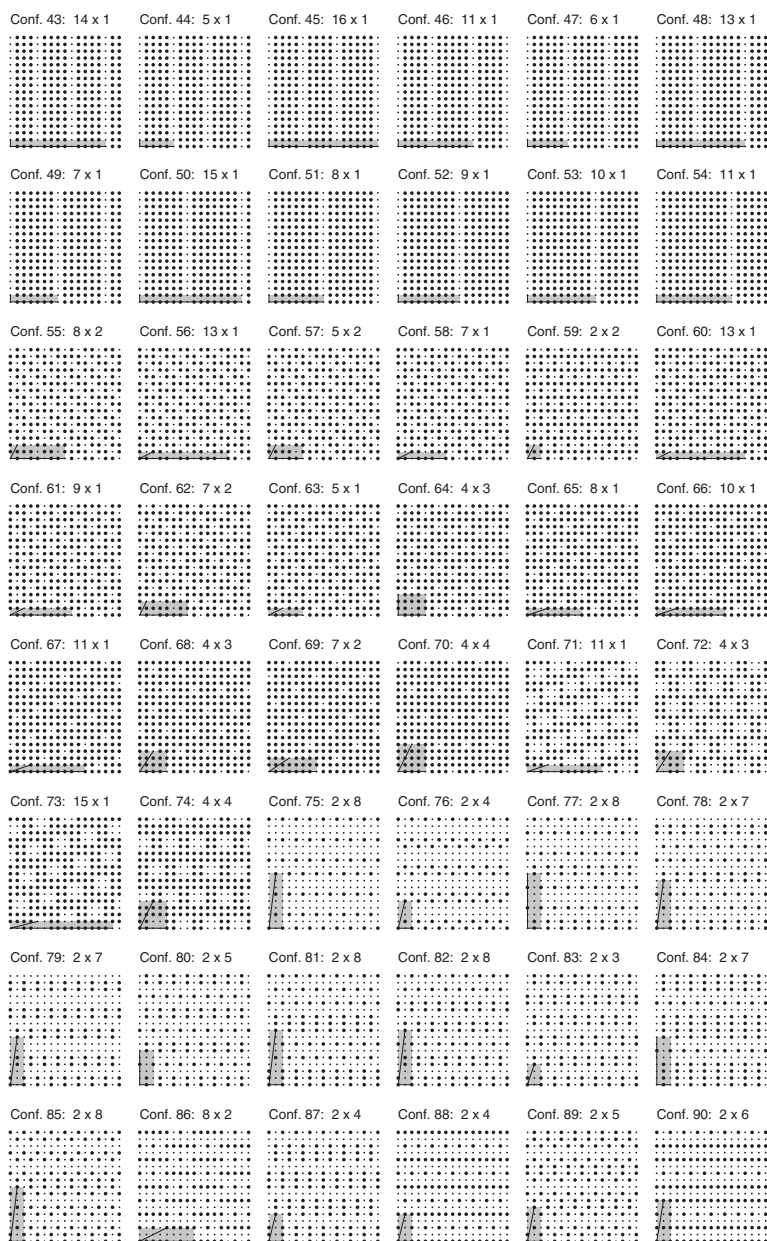 Conf. 43: 14 x 1 Conf. 44: 5 x 1 Conf. 45: 16 x 1 Conf. 46: 11 x 1 Conf. 47: 6 x 1 Conf. 48: 13 x 1
Conf. 49: 7 x 1 Conf. 50: 15 x 1 Conf. 51: 8 x 1 Conf. 52: 9 x 1 Conf. 53: 10 x 1 Conf. 54: 11 x 1
Conf. 55: 8 x 2 Conf. 56: 13 x 1 Conf. 57: 5 x 2 Conf. 58: 7 x 1 Conf. 59: 2 x 2 Conf. 60: 13 x 1
Conf. 61: 9 x 1 Conf. 62: 7 x 2 Conf. 63: 5 x 1 Conf. 64: 4 x 3 Conf. 65: 8 x 1 Conf. 66: 10 x 1
Conf. 67: 11 x 1 Conf. 68: 4 x 3 Conf. 69: 7 x 2 Conf. 70: 4 x 4 Conf. 71: 11 x 1 Conf. 72: 4 x 3
Conf. 73: 15 x 1 Conf. 74: 4 x 4 Conf. 75: 2 x 8 Conf. 76: 2 x 4 Conf. 77: 2 x 8 Conf. 78: 2 x 7
Conf. 79: 2 x 7 Conf. 80: 2 x 5 Conf. 81: 2 x 8 Conf. 82: 2 x 8 Conf. 83: 2 x 3 Conf. 84: 2 x 7
Conf. 85: 2 x 8 Conf. 86: 8 x 2 Conf. 87: 2 x 4 Conf. 88: 2 x 4 Conf. 89: 2 x 5 Conf. 90: 2 x 6